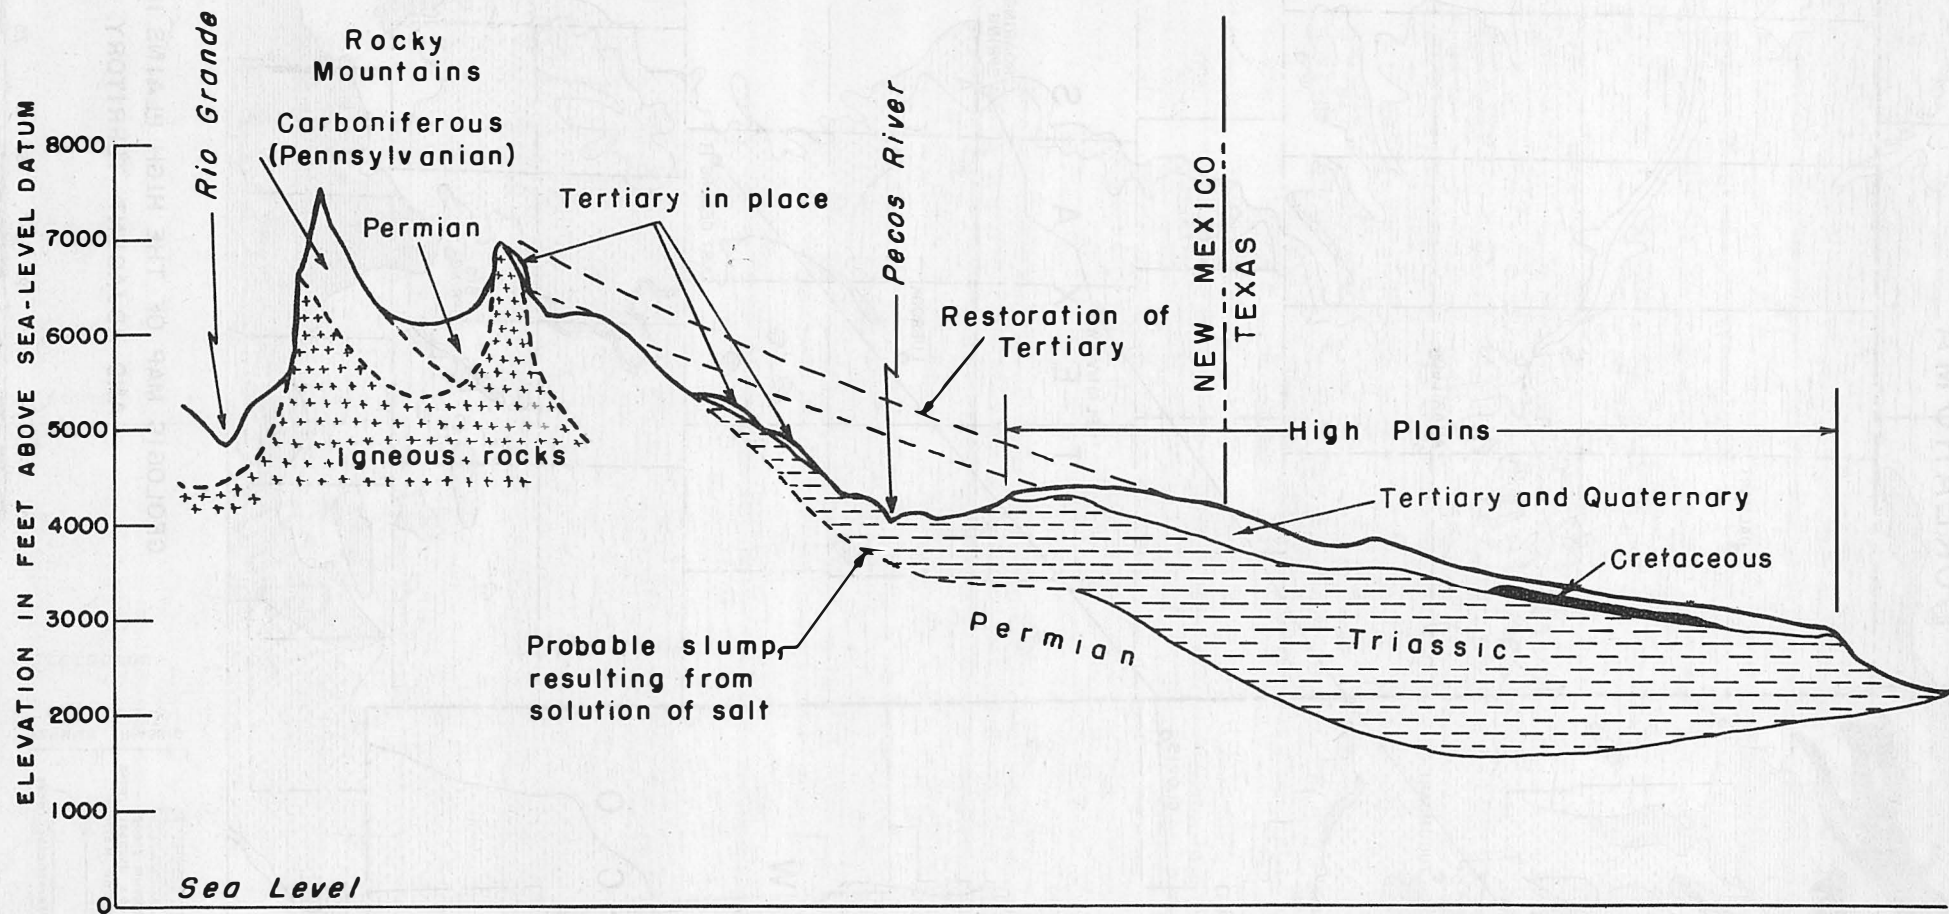 Rio Grande
Rocky
Mountains
Carboniferous
(Pennsylvanian)
Permian
Tertiary in place
Pecos River
NEW MEXICO
TEXAS
Restoration of
Tertiary
High Plains
Tertiary and Quaternary
Cretaceous
Igneous rocks
Probable slump,
resulting from
solution of salt
Permian
Triassic
ELEVATION IN FEET ABOVE SEA-LEVEL DATUM
8000
7000
6000
5000
4000
3000
2000
1000
0
Sea Level